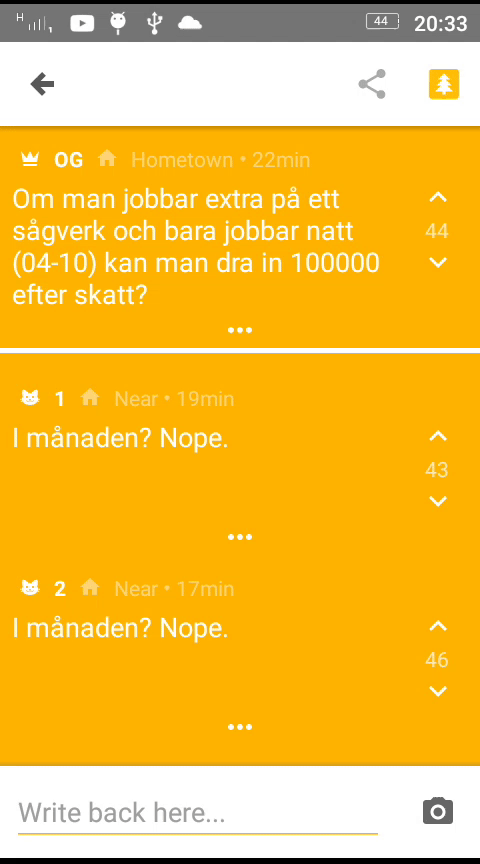 H 1 44 20:33
OG Hometown • 22min
Om man jobbar extra på ett
sågverk och bara jobbar natt
(04-10) kan man dra in 100000
efter skatt?
44
1 Near • 19min
I månaden? Nope.
43
2 Near • 17min
I månaden? Nope.
46
Write back here...